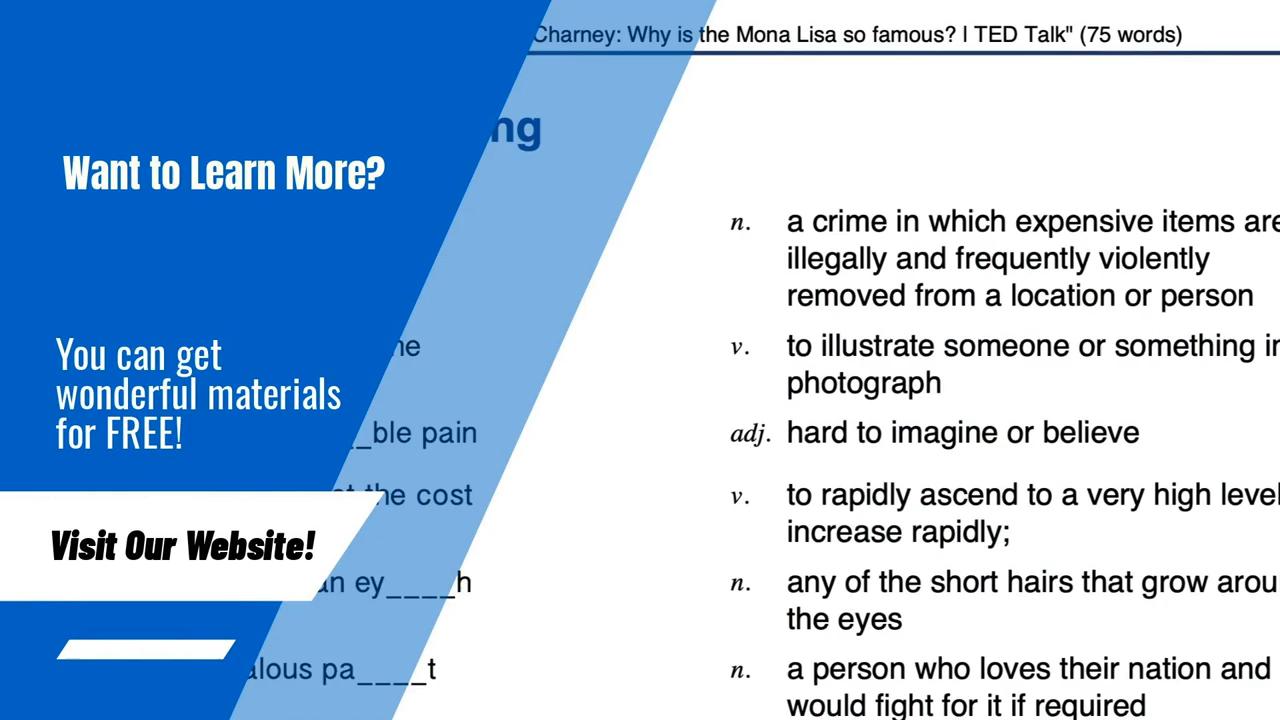 Charney: Why is the Mona Lisa so famous? | TED Talk" (75 words)
ng
Want to Learn More?
You can get
wonderful materials
for FREE!
Visit Our Website!
n. a crime in which expensive items are
illegally and frequently violently
removed from a location or person
ne v. to illustrate someone or something in
photograph
_ble pain adj. hard to imagine or believe
the cost v. to rapidly ascend to a very high level
increase rapidly;
an ey____h n. any of the short hairs that grow arou
the eyes
alous pa____t n. a person who loves their nation and
would fight for it if required